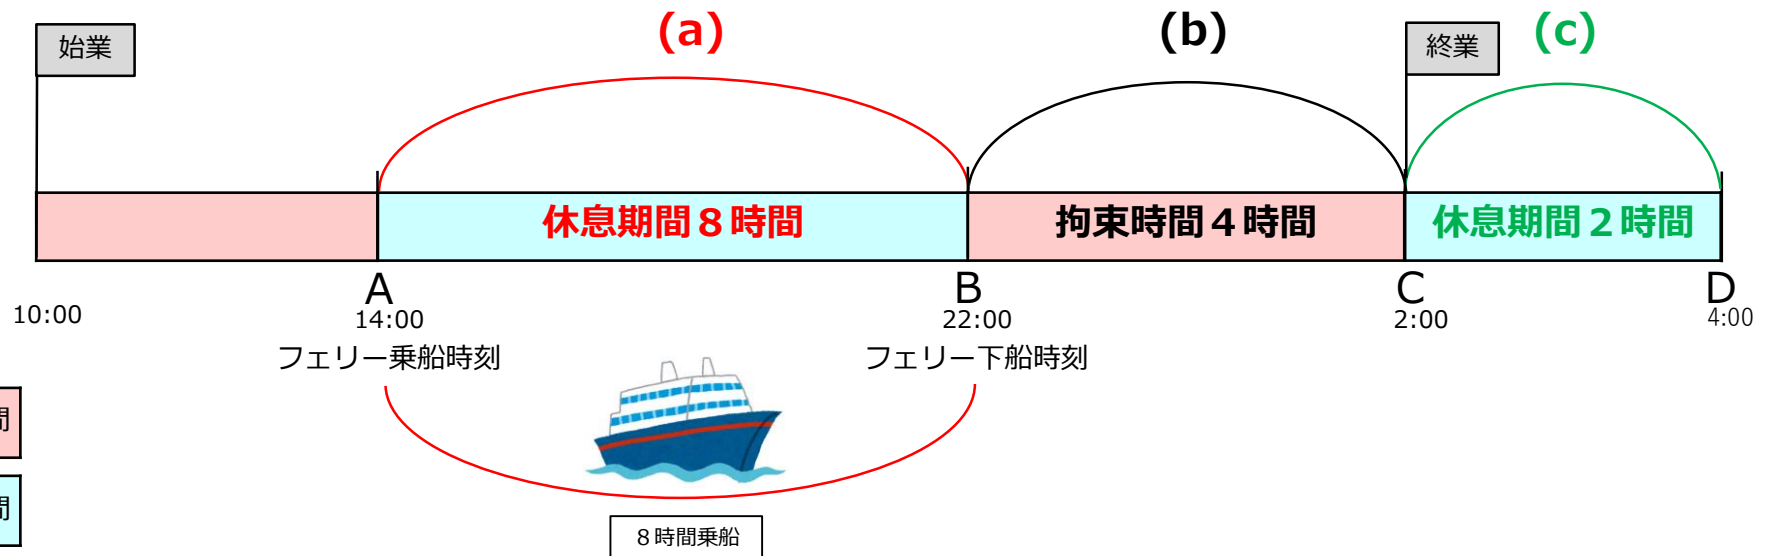 (a)
(b)
(c)
始業
終業
休息期間８時間
拘束時間４時間
休息期間２時間
A
B
C
D
10:00
14:00
22:00
2:00
4:00
フェリー乗船時刻
フェリー下船時刻
間
間
８時間乗船